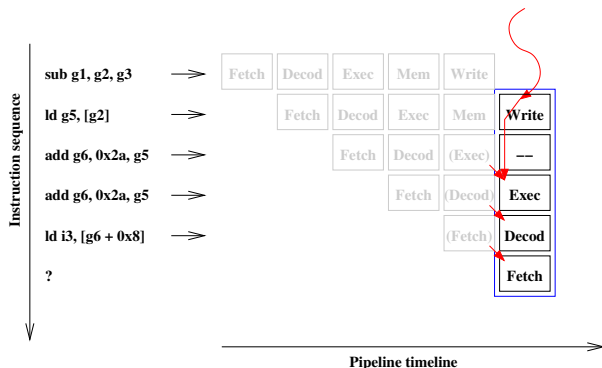 sub g1, g2, g3 Fetch Decod Exec Mem Write
ld g5, [g2] Fetch Decod Exec Mem Write
add g6, 0x2a, g5 Fetch Decod (Exec) --
add g6, 0x2a, g5 Fetch (Decod) Exec
ld i3, [g6 + 0x8] (Fetch) Decod
? Fetch
Instruction sequence
Pipeline timeline